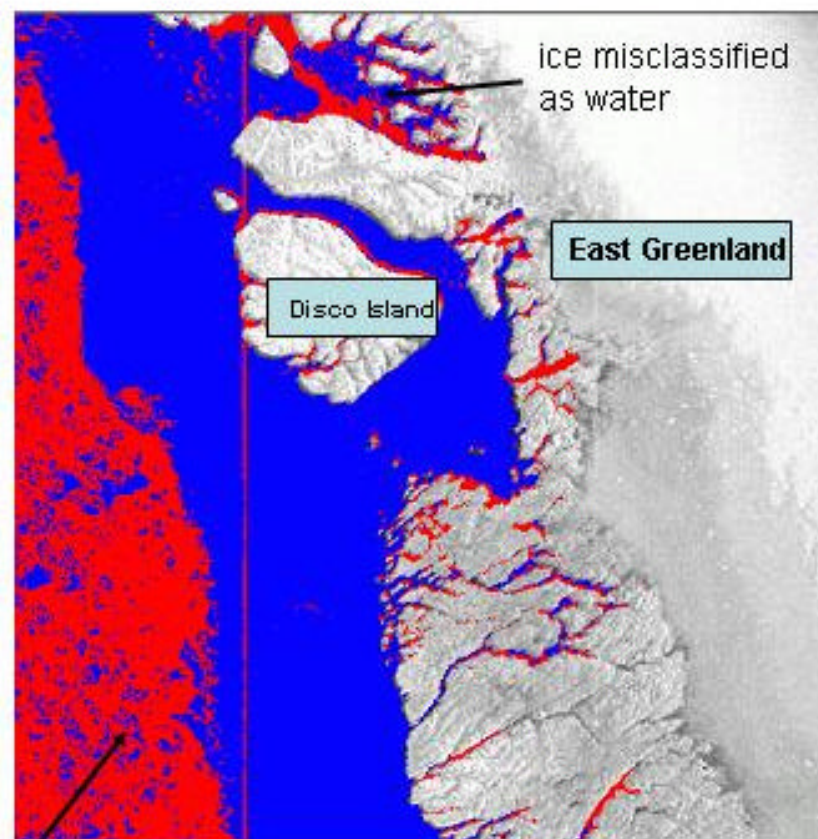 ice misclassified
as water
East Greenland
Disco Island